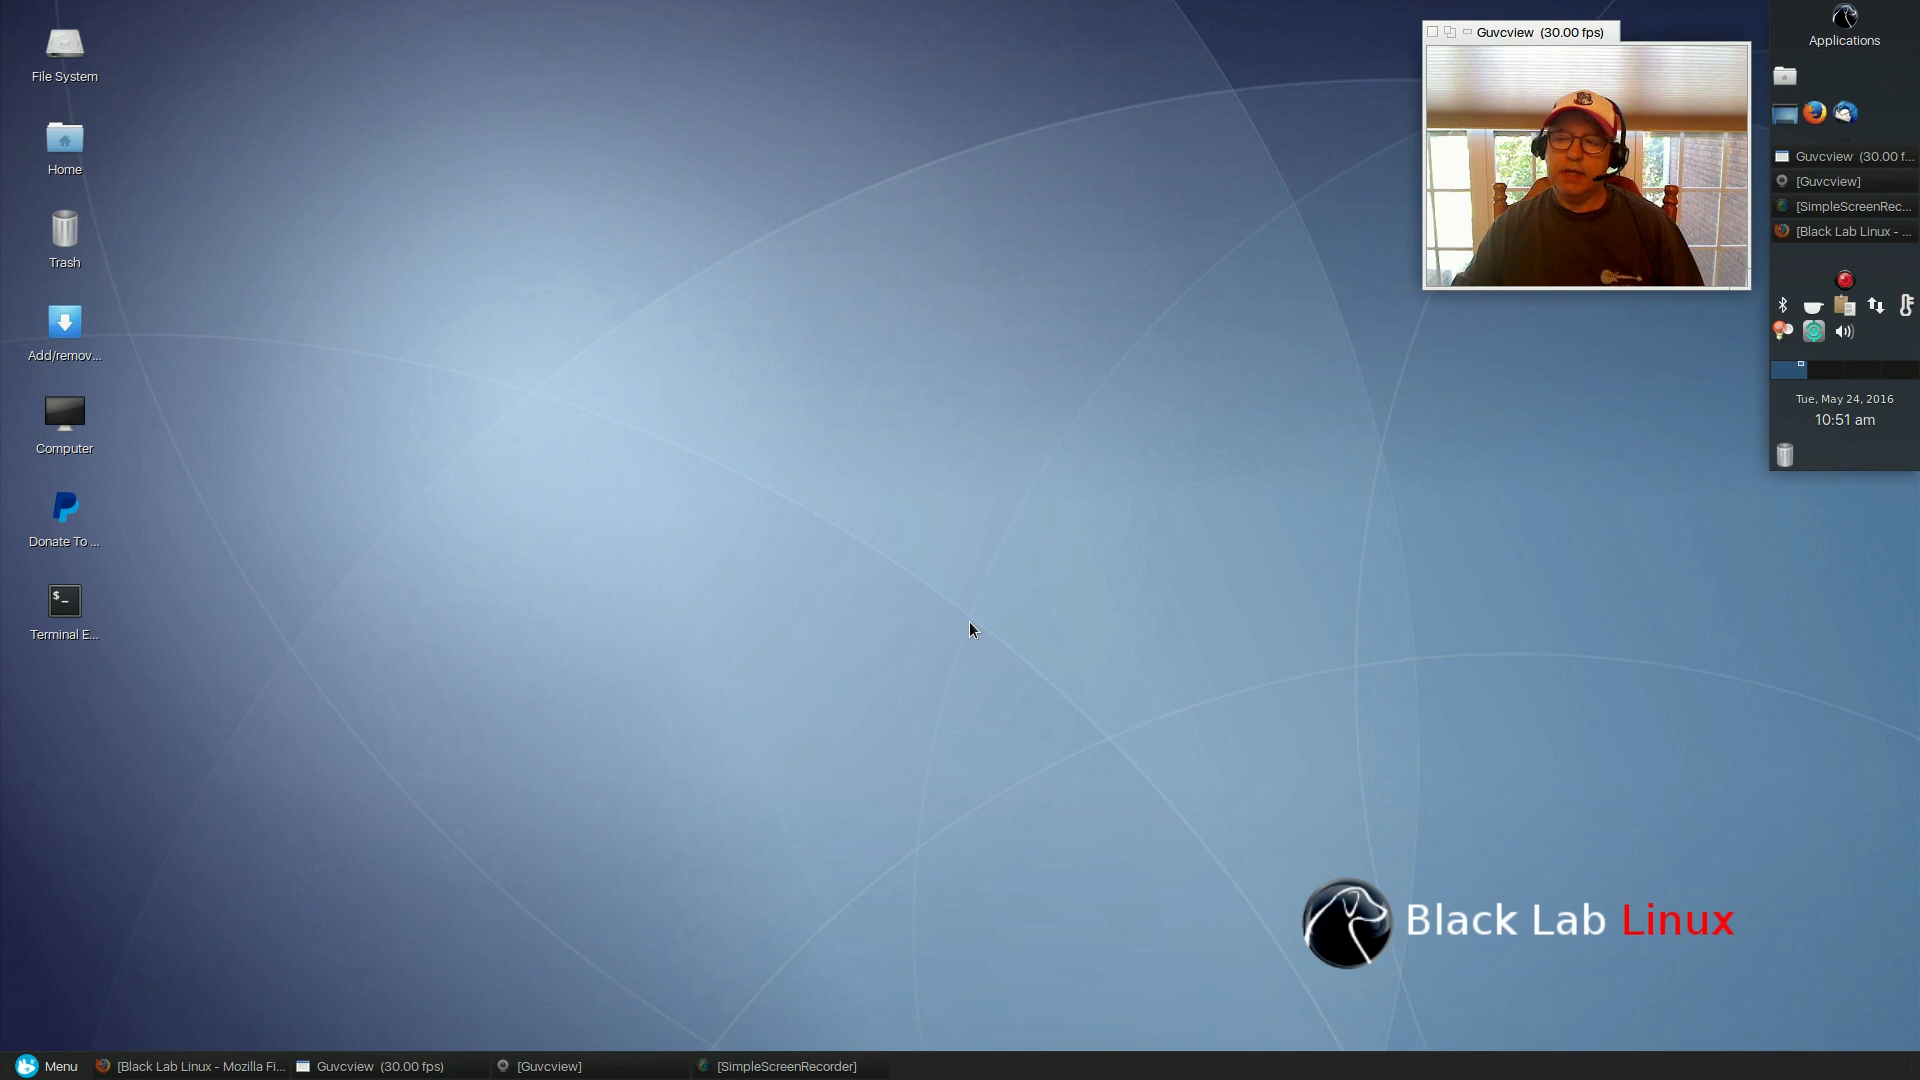 File System
Home
Trash
Add/remov...
Computer
Donate To ...
$_
Terminal E...
Guvcview (30.00 fps)
Applications
Guvcview (30.00 f...
[Guvcview]
[SimpleScreenRec...
[Black Lab Linux - ...
Tue, May 24, 2016
10:51 am
Black Lab Linux
Menu
[Black Lab Linux - Mozilla Fi...
Guvcview (30.00 fps)
[Guvcview]
[SimpleScreenRecorder]